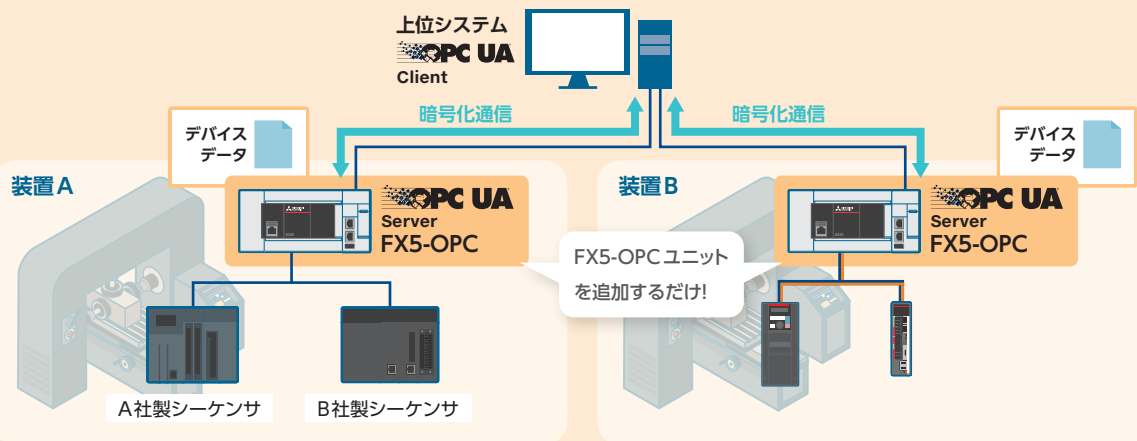 上位システム
OPC UA
Client
暗号化通信
暗号化通信
デバイス
データ
デバイス
データ
装置A
OPC UA
Server
FX5-OPC
装置B
OPC UA
Server
FX5-OPC
FX5-OPCユニット
を追加するだけ!
A社製シーケンサ
B社製シーケンサ